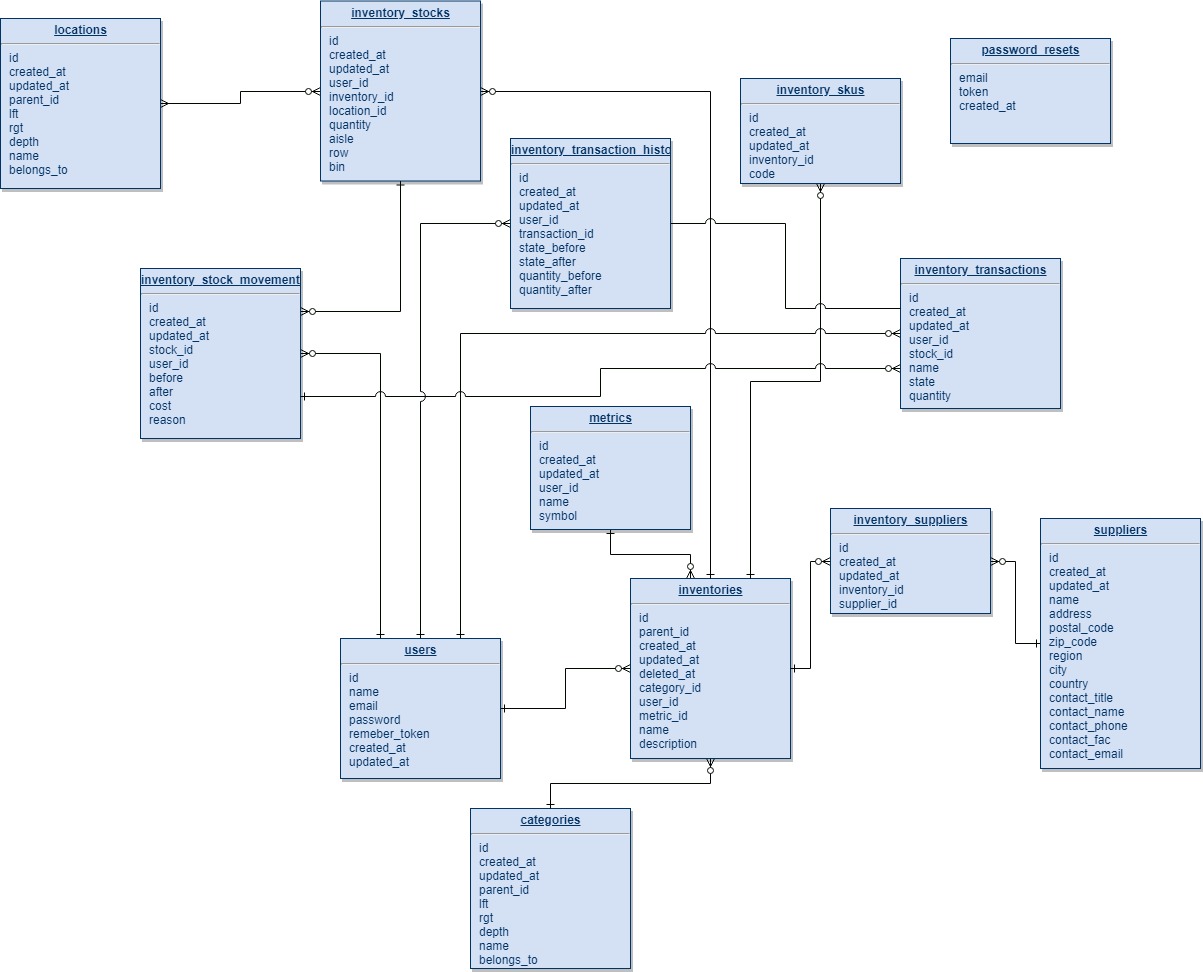 locations
id
created_at
updated_at
parent_id
lft
rgt
depth
name
belongs_to
inventory_stocks
id
created_at
updated_at
user_id
inventory_id
location_id
quantity
aisle
row
bin
inventory_transaction_histo
id
created_at
updated_at
user_id
transaction_id
state_before
state_after
quantity_before
quantity_after
inventory_skus
id
created_at
updated_at
inventory_id
code
password_resets
email
token
created_at
inventory_stock_movement
id
created_at
updated_at
stock_id
user_id
before
after
cost
reason
inventory_transactions
id
created_at
updated_at
user_id
stock_id
name
state
quantity
metrics
id
created_at
updated_at
user_id
name
symbol
inventory_suppliers
id
created_at
updated_at
inventory_id
supplier_id
suppliers
id
created_at
updated_at
name
address
postal_code
zip_code
region
city
country
contact_title
contact_name
contact_phone
contact_fac
contact_email
inventories
id
parent_id
created_at
updated_at
deleted_at
category_id
user_id
metric_id
name
description
users
id
name
email
password
remeber_token
created_at
updated_at
categories
id
created_at
updated_at
parent_id
lft
rgt
depth
name
belongs_to